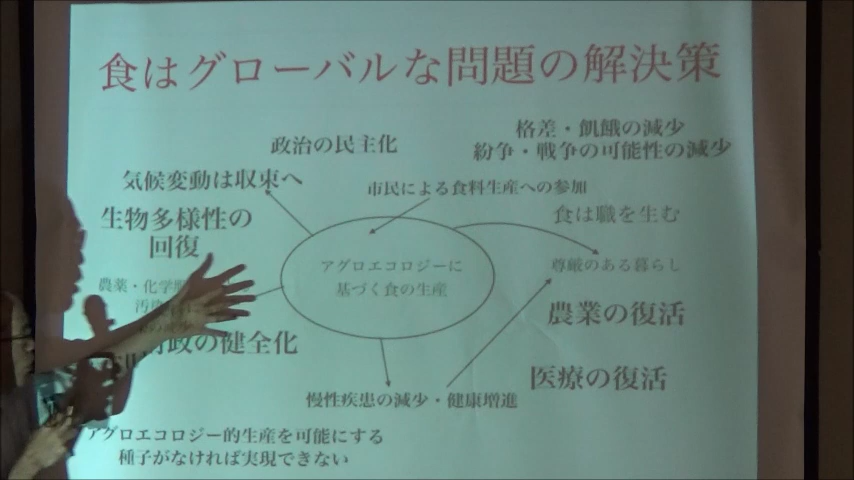 食はグローバルな問題の解決策
格差・飢餓の減少
政治の民主化
紛争・戦争の可能性の減少
気候変動は収束へ
市民による食料生産への参加
生物多様性の
回復
食は職を生む
アグロエコロジーに
基づく食の生産
尊厳のある暮らし
農薬・化学
汚染
農業の復活
財政の健全化
医療の復活
慢性疾患の減少・健康増進
アグロエコロジー的生産を可能にする
種子がなければ実現できない